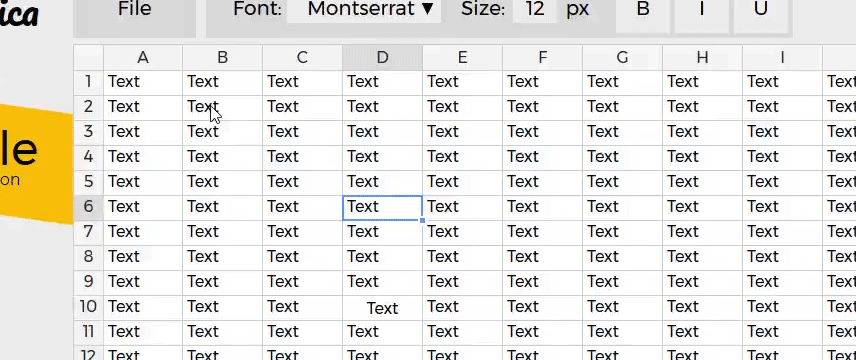 ica File Font: Montserrat ▼ Size: 12 px B I U
A B C D E F G H I
1 Text Text Text Text Text Text Text Text Text Text
2 Text Text Text Text Text Text Text Text Text Text
3 Text Text Text Text Text Text Text Text Text Text
le
4 Text Text Text Text Text Text Text Text Text Text
on
5 Text Text Text Text Text Text Text Text Text Text
6 Text Text Text Text Text Text Text Text Text Text
7 Text Text Text Text Text Text Text Text Text Text
8 Text Text Text Text Text Text Text Text Text Text
9 Text Text Text Text Text Text Text Text Text Text
10 Text Text Text Text Text Text Text Text Text Text
11 Text Text Text Text Text Text Text Text Text Text
12 Text Text Text Text Text Text Text Text Text Text